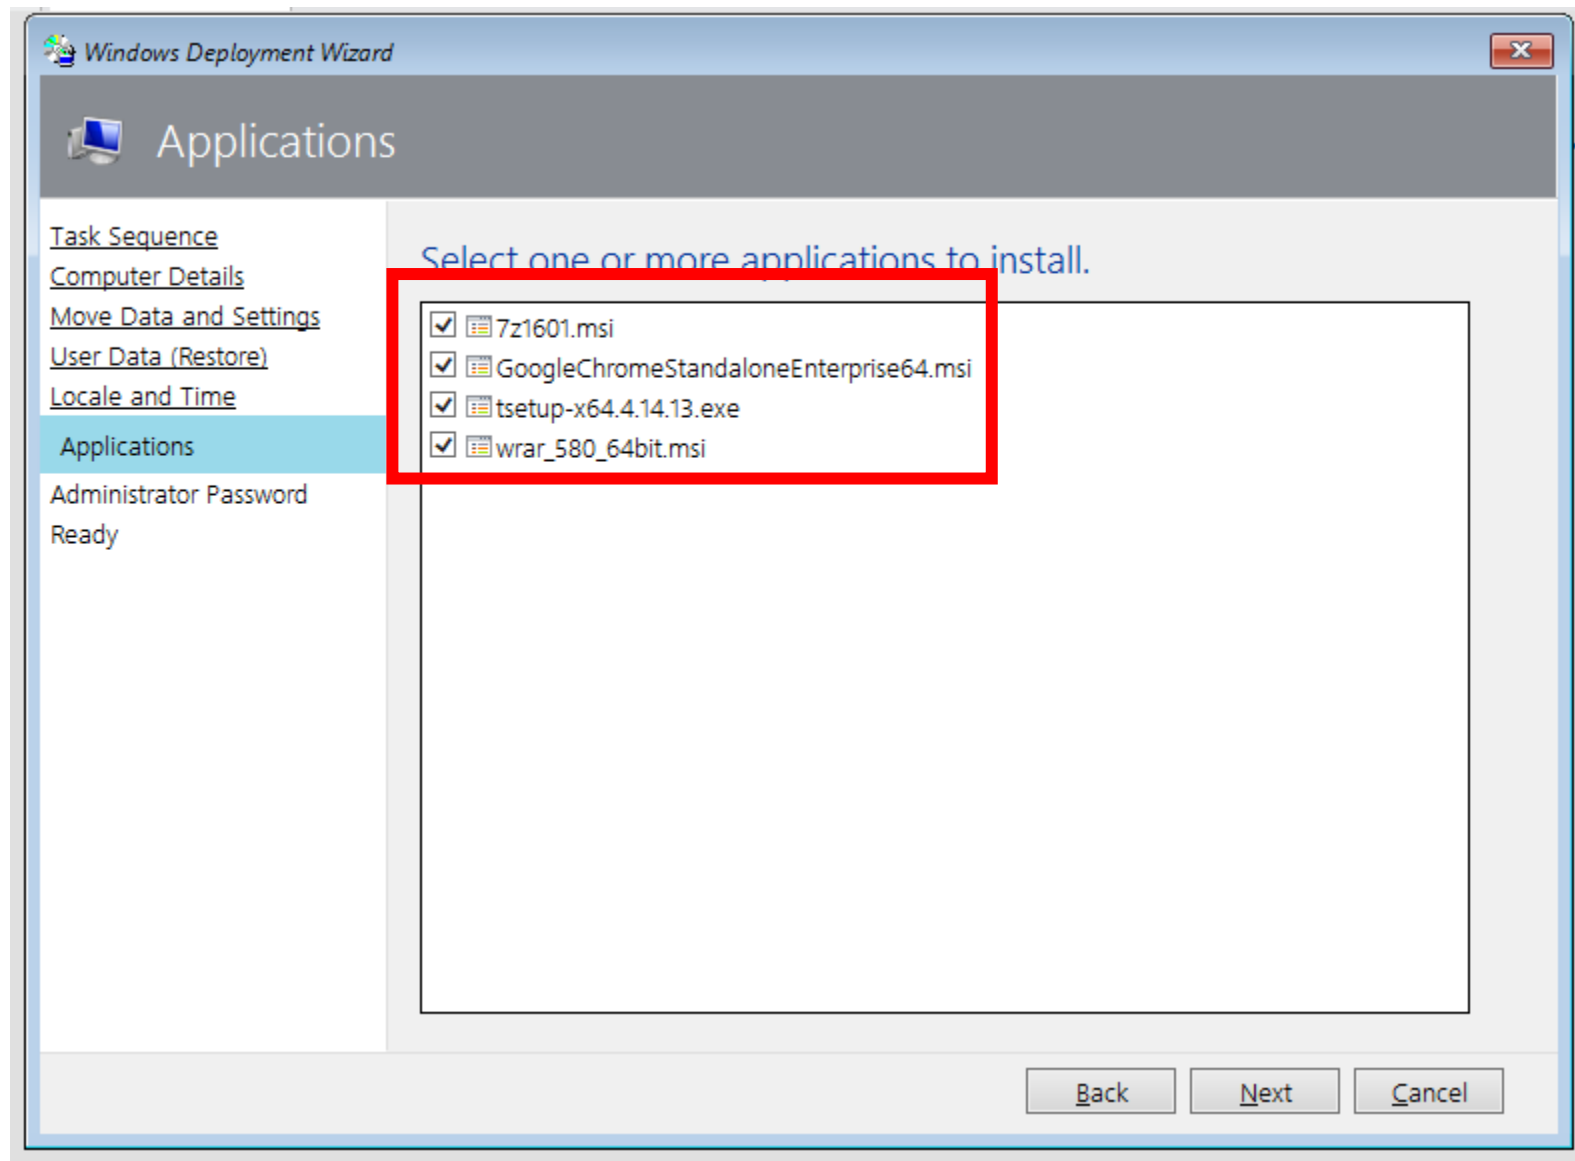 Windows Deployment Wizard
Applications
Task Sequence
Computer Details
Move Data and Settings
User Data (Restore)
Locale and Time
Applications
Administrator Password
Ready
Select one or more applications to install.
7z1601.msi
GoogleChromeStandaloneEnterprise64.msi
tsetup-x64.4.14.13.exe
wrar_580_64bit.msi
Back
Next
Cancel